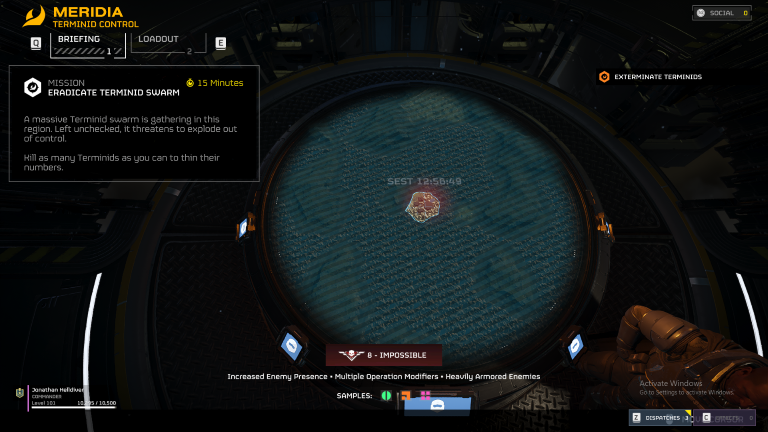 MERIDIA
TERMINID CONTROL
SOCIAL 0
Q BRIEFING 1 LOADOUT 2 E
MISSION 15 Minutes
ERADICATE TERMINID SWARM
A massive Terminid swarm is gathering in this
region. Left unchecked, it threatens to explode out
of control.
Kill as many Terminids as you can to thin their
numbers.
EXTERMINATE TERMINIDS
SEST 12:56:49
8 - IMPOSSIBLE
Increased Enemy Presence • Multiple Operation Modifiers • Heavily Armored Enemies
SAMPLES:
Jonathan Helldiver
COMMANDER
Level 101
/ 10,500
Activate Windows
Go to Settings to activate Windows.
Z DISPATCHES 3 C